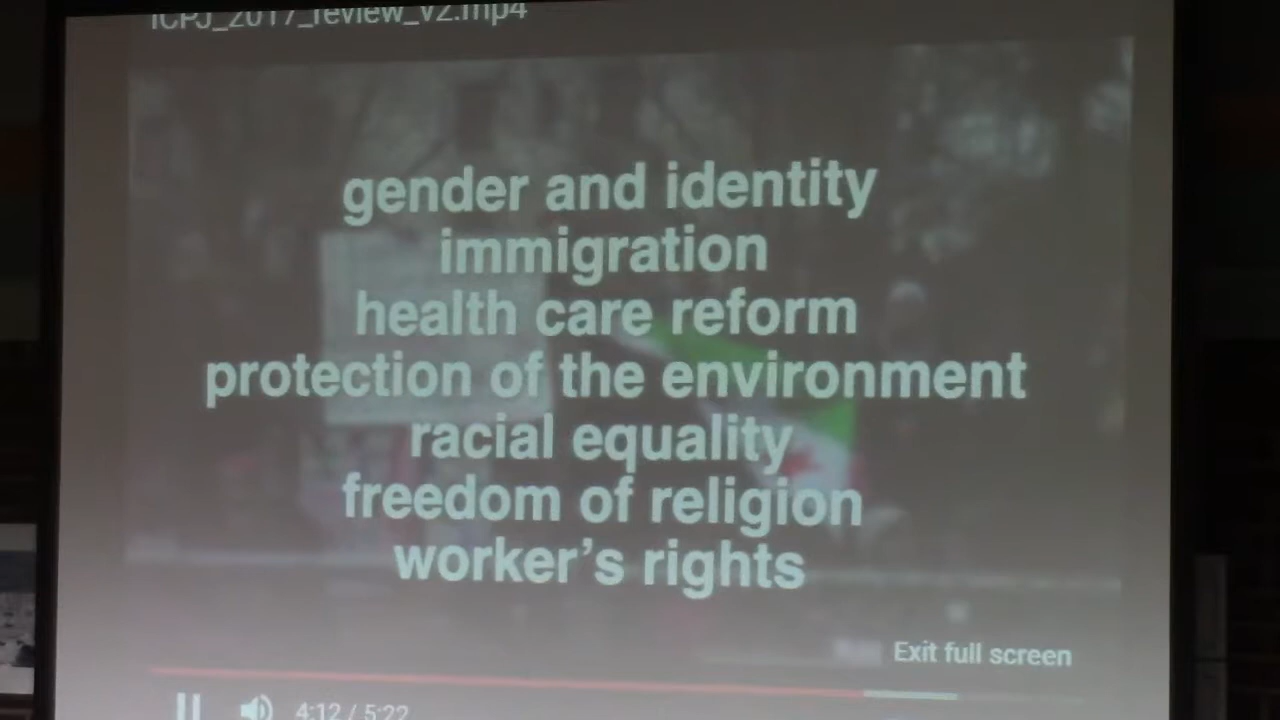 ICPJ_2017_review_v2.mp4
gender and identity
immigration
health care reform
protection of the environment
racial equality
freedom of religion
worker's rights
Exit full screen
4:12 / 5:22